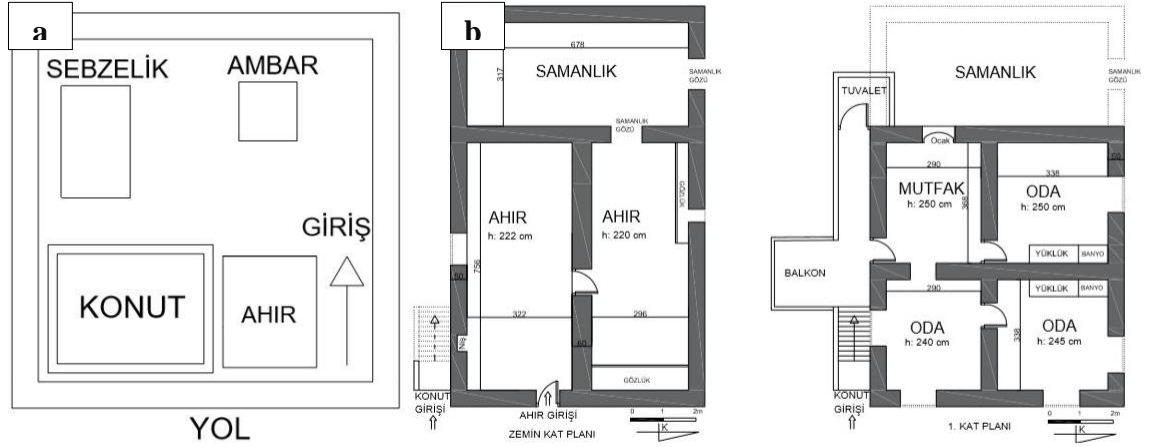 a
SEBZELİK
AMBAR
GİRİŞ
KONUT
AHIR
YOL
b
678
317
SAMANLIK
SAMANLIK
GÖZÜ
SAMANLIK
GÖZÜ
AHIR
h: 222 cm
AHIR
h: 220 cm
GÖZLÜK
756
60
322
296
60
NİŞ
GÖZLÜK
KONUT
GİRİŞİ
AHIR GİRİŞİ
ZEMİN KAT PLANI
0 1 2m
K
SAMANLIK
SAMANLIK
GÖZÜ
TUVALET
Ocak
290
MUTFAK
h: 250 cm
368
338
60
ODA
h: 250 cm
YÜKLÜK
BANYO
BALKON
290
YÜKLÜK
BANYO
ODA
h: 240 cm
338
ODA
h: 245 cm
KONUT
GİRİŞİ
1. KAT PLANI
0 1 2m
K